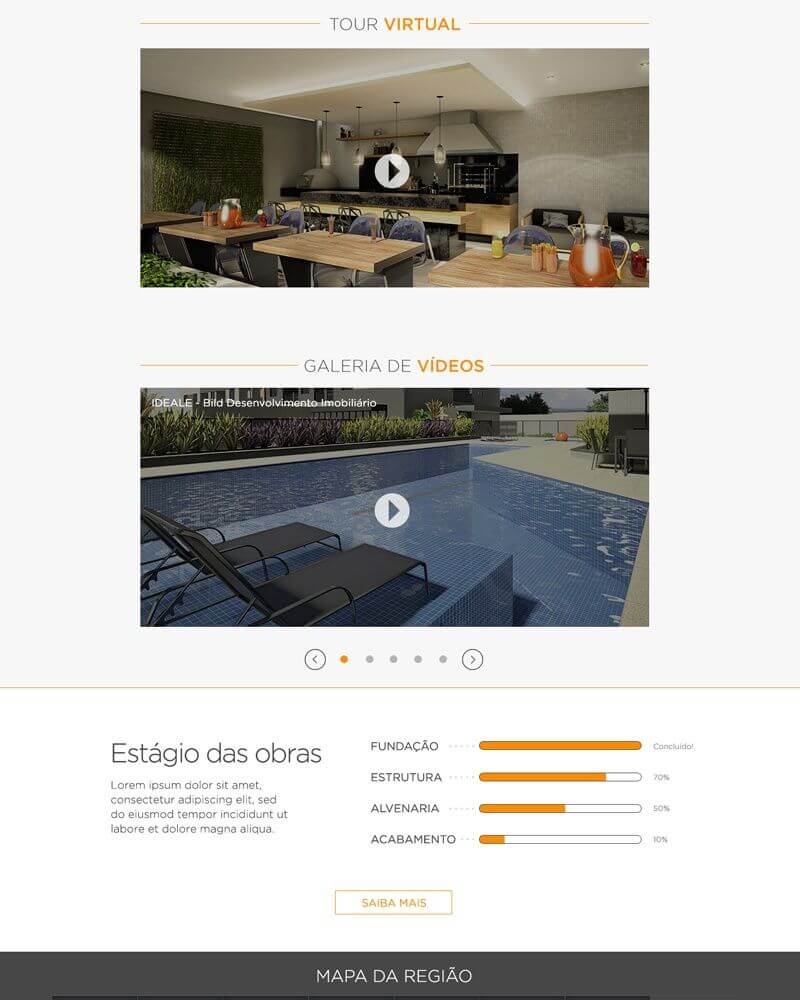 TOUR VIRTUAL
GALERIA DE VÍDEOS
IDEALE - Bild Desenvolvimento Imobiliário
Estágio das obras
Lorem ipsum dolor sit amet,
consectetur adipiscing elit, sed
do eiusmod tempor incididunt ut
labore et dolore magna aliqua.
FUNDAÇÃO Concluído!
ESTRUTURA 70%
ALVENARIA 50%
ACABAMENTO 10%
SAIBA MAIS
MAPA DA REGIÃO